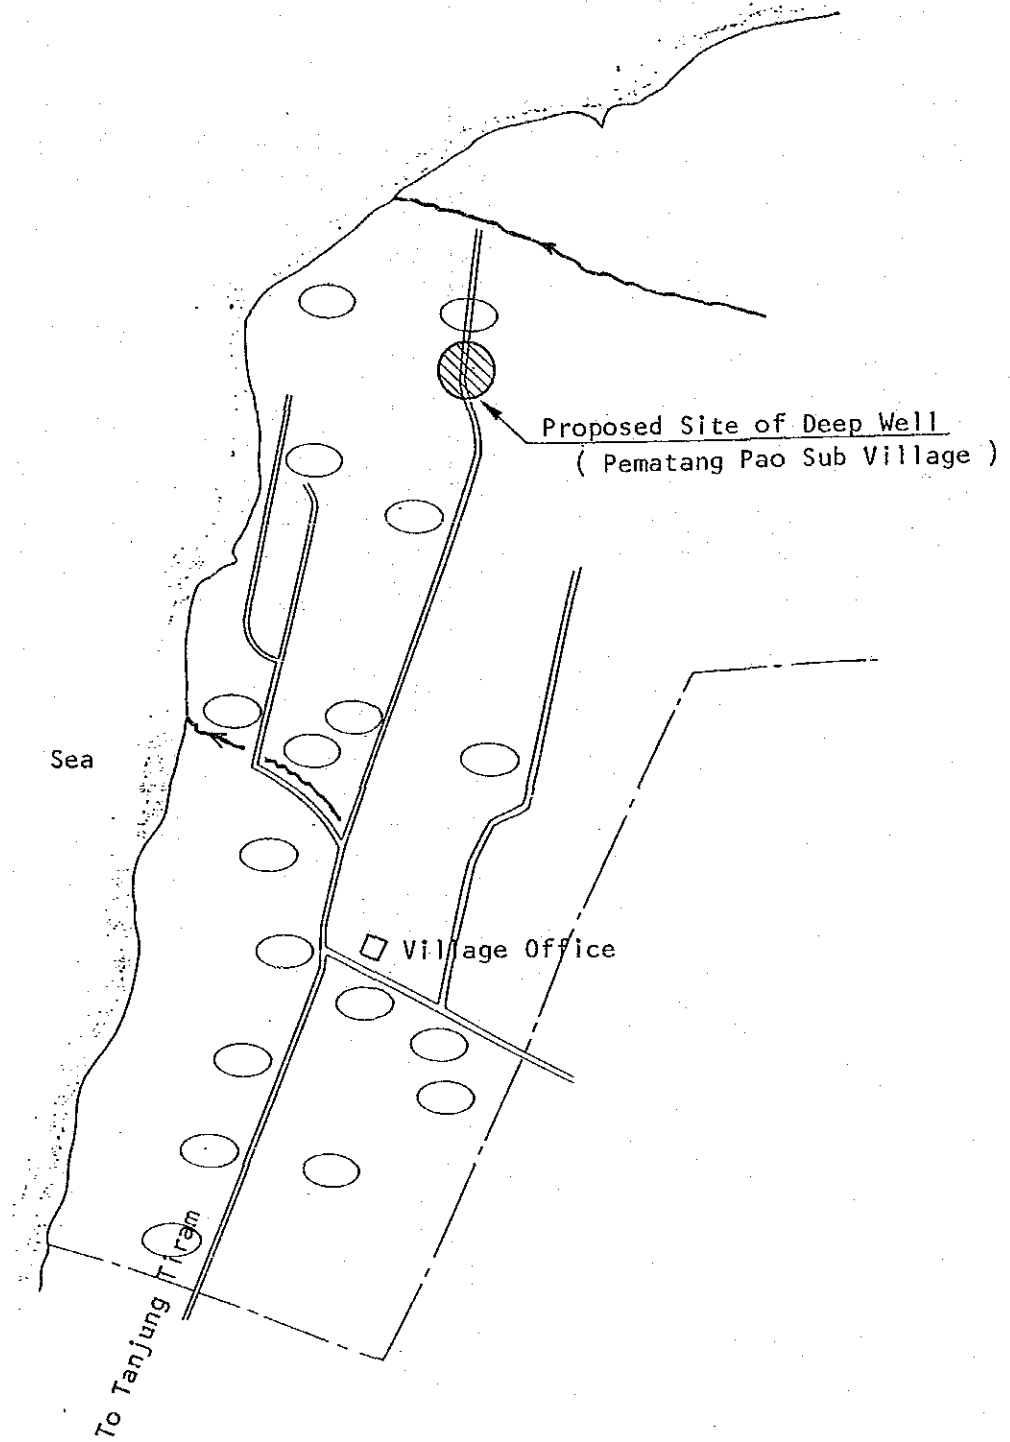 Proposed Site of Deep Well
( Pematang Pao Sub Village )
Sea
Village Office
To Tanjung Tiram